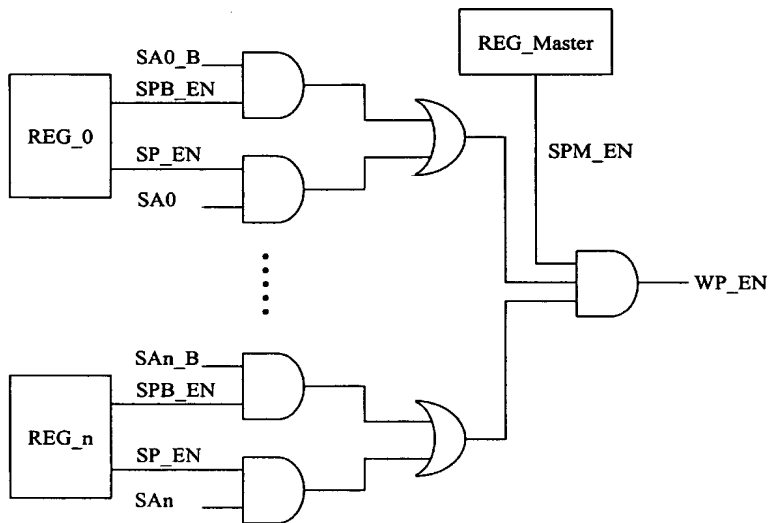 REG_Master
SA0_B
SPB_EN
REG_0
SP_EN
SA0
SPM_EN
WP_EN
SAn_B
SPB_EN
REG_n
SP_EN
SAn